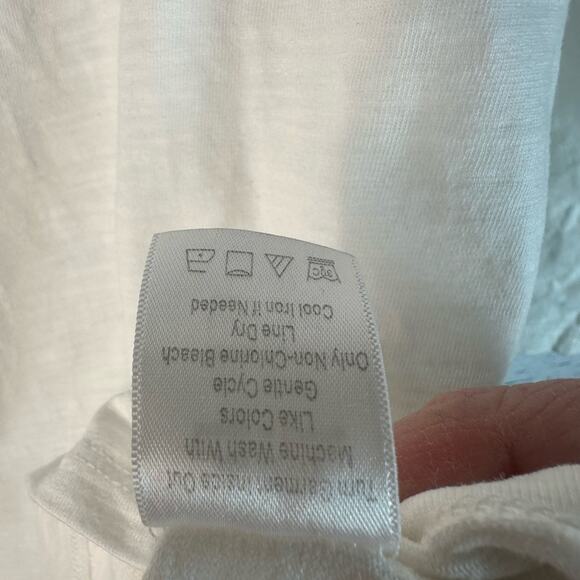 Turn Garment Inside Out
Machine Wash With
Like Colors
Gentle Cycle
Only Non-Chlorine Bleach
Line Dry
Cool Iron if Needed
30C